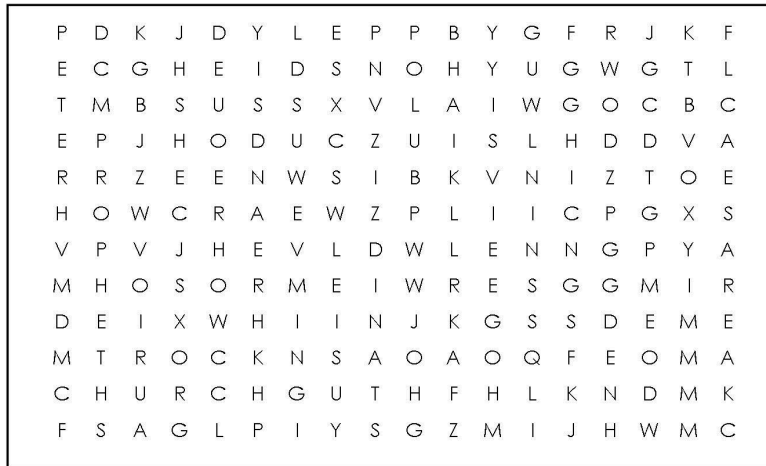 P D K J D Y L E P P B Y G F R J K F
E C G H E I D S N O H Y U G W G T L
T M B S U S S X V L A I W G O C B C
E P J H O D U C Z U I S L H D D V A
R R Z E E N W S I B K V N I Z T O E
H O W C R A E W Z P L I I C P G X S
V P V J H E V L D W L E N N G P Y A
M H O S O R M E I W R E S G G M I R
D E I X W H I I N J K G S S D E M E
M T R O C K N S A O A O Q F E O M A
C H U R C H G U T H F H L K N D M K
F S A G L P I Y S G Z M I J H W M C